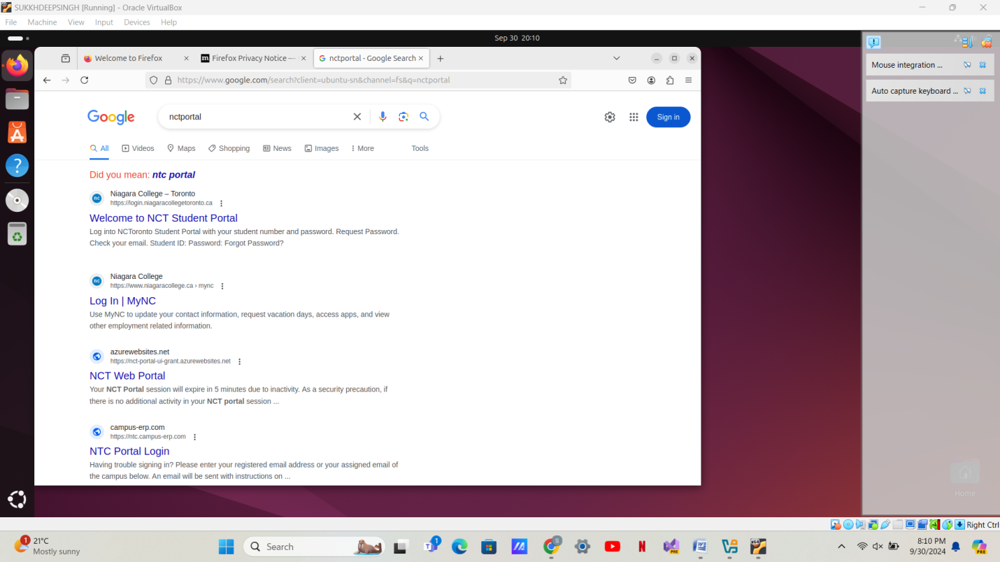 SUKKHDEEPSINGH [Running] - Oracle VirtualBox
File Machine View Input Devices Help
Sep 30 20:10
Welcome to Firefox
Firefox Privacy Notice —
nctportal - Google Search
https://www.google.com/search?client=ubuntu-sn&channel=fs&q=nctportal
Google
nctportal
Sign in
All Videos Maps Shopping News Images More Tools
Did you mean: ntc portal
nc
Niagara College – Toronto
https://login.niagaracollegetoronto.ca
Welcome to NCT Student Portal
Log into NCToronto Student Portal with your student number and password. Request Password.
Check your email. Student ID: Password: Forgot Password?
nc
Niagara College
https://www.niagaracollege.ca › mync
Log In | MyNC
Use MyNC to update your contact information, request vacation days, access apps, and view
other employment related information.
azurewebsites.net
https://nct-portal-ui-grant.azurewebsites.net
NCT Web Portal
Your NCT Portal session will expire in 5 minutes due to inactivity. As a security precaution, if
there is no additional activity in your NCT portal session ...
campus-erp.com
https://ntc.campus-erp.com
NTC Portal Login
Having trouble signing in? Please enter your registered email address or your assigned email of
the campus below. An email will be sent with instructions on ...
Mouse integration ...
Auto capture keyboard ...
Home
Right Ctrl
1
21°C
Mostly sunny
Search
1
8:10 PM
9/30/2024